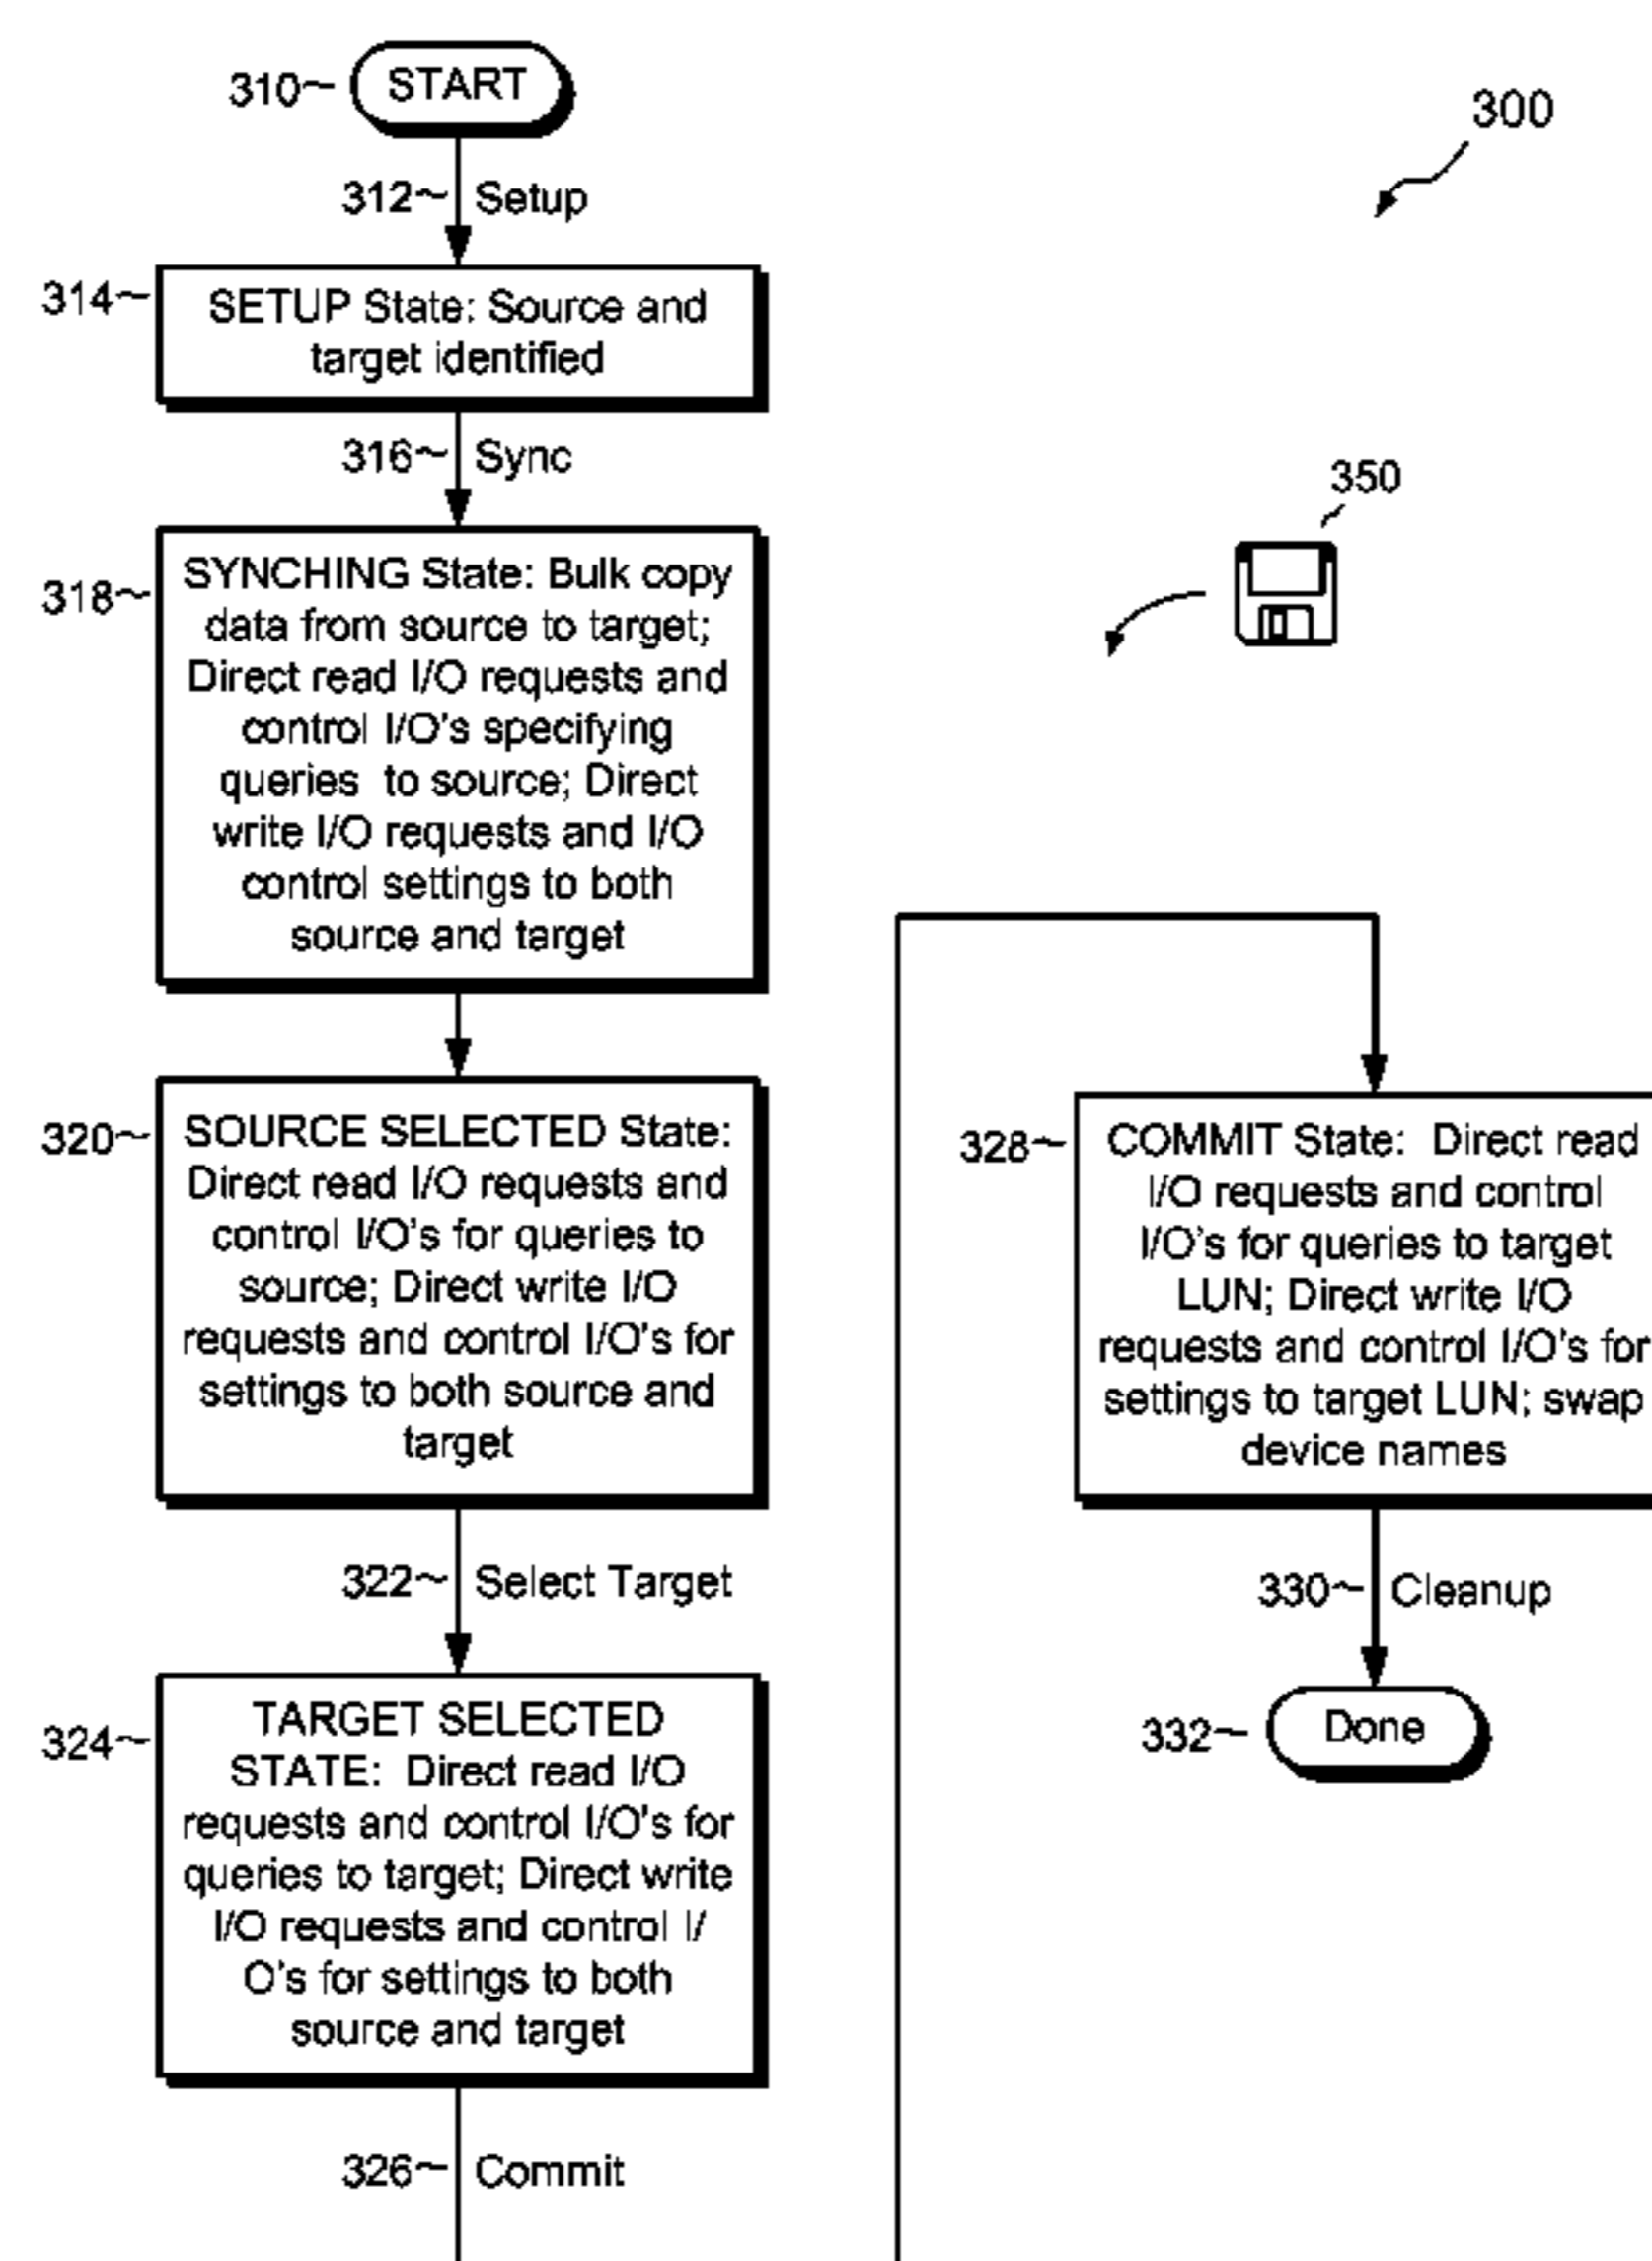 310~ START
300
312~ Setup
314~ SETUP State: Source and
target identified
316~ Sync
350
318~ SYNCHING State: Bulk copy
data from source to target;
Direct read I/O requests and
control I/O's specifying
queries to source; Direct
write I/O requests and I/O
control settings to both
source and target
320~ SOURCE SELECTED State:
Direct read I/O requests and
control I/O's for queries to
source; Direct write I/O
requests and control I/O's for
settings to both source and
target
322~ Select Target
324~ TARGET SELECTED
STATE: Direct read I/O
requests and control I/O's for
queries to target; Direct write
I/O requests and control I/
O's for settings to both
source and target
326~ Commit
328~ COMMIT State: Direct read
I/O requests and control
I/O's for queries to target
LUN; Direct write I/O
requests and control I/O's for
settings to target LUN; swap
device names
330~ Cleanup
332~ Done